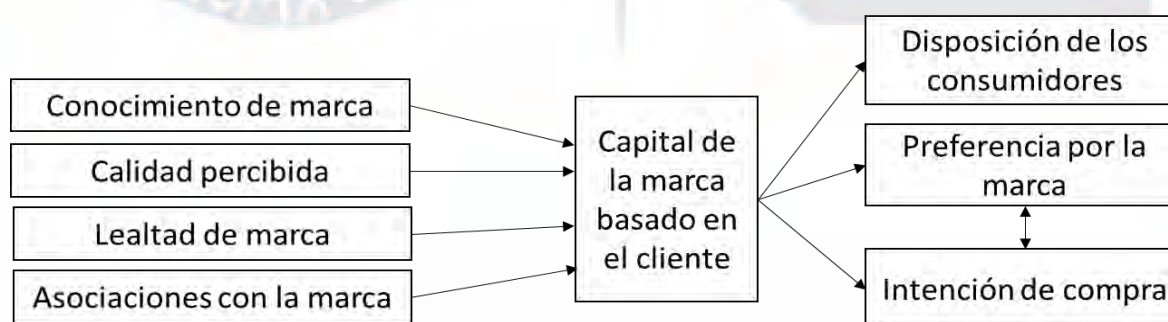 Conocimiento de marca
Calidad percibida
Lealtad de marca
Asociaciones con la marca
Capital de
la marca
basado en
el cliente
Disposición de los
consumidores
Preferencia por la
marca
Intención de compra